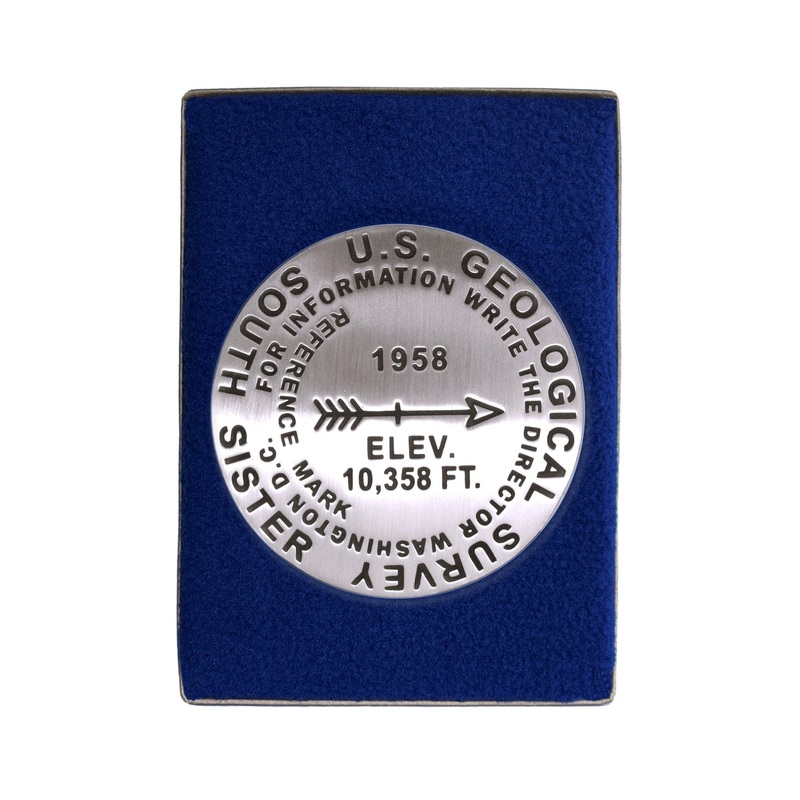 U.S. GEOLOGICAL SURVEY
SOUTH SISTER
FOR INFORMATION WRITE THE DIRECTOR WASHINGTON D.C.
REFERENCE MARK
1958
ELEV.
10,358 FT.